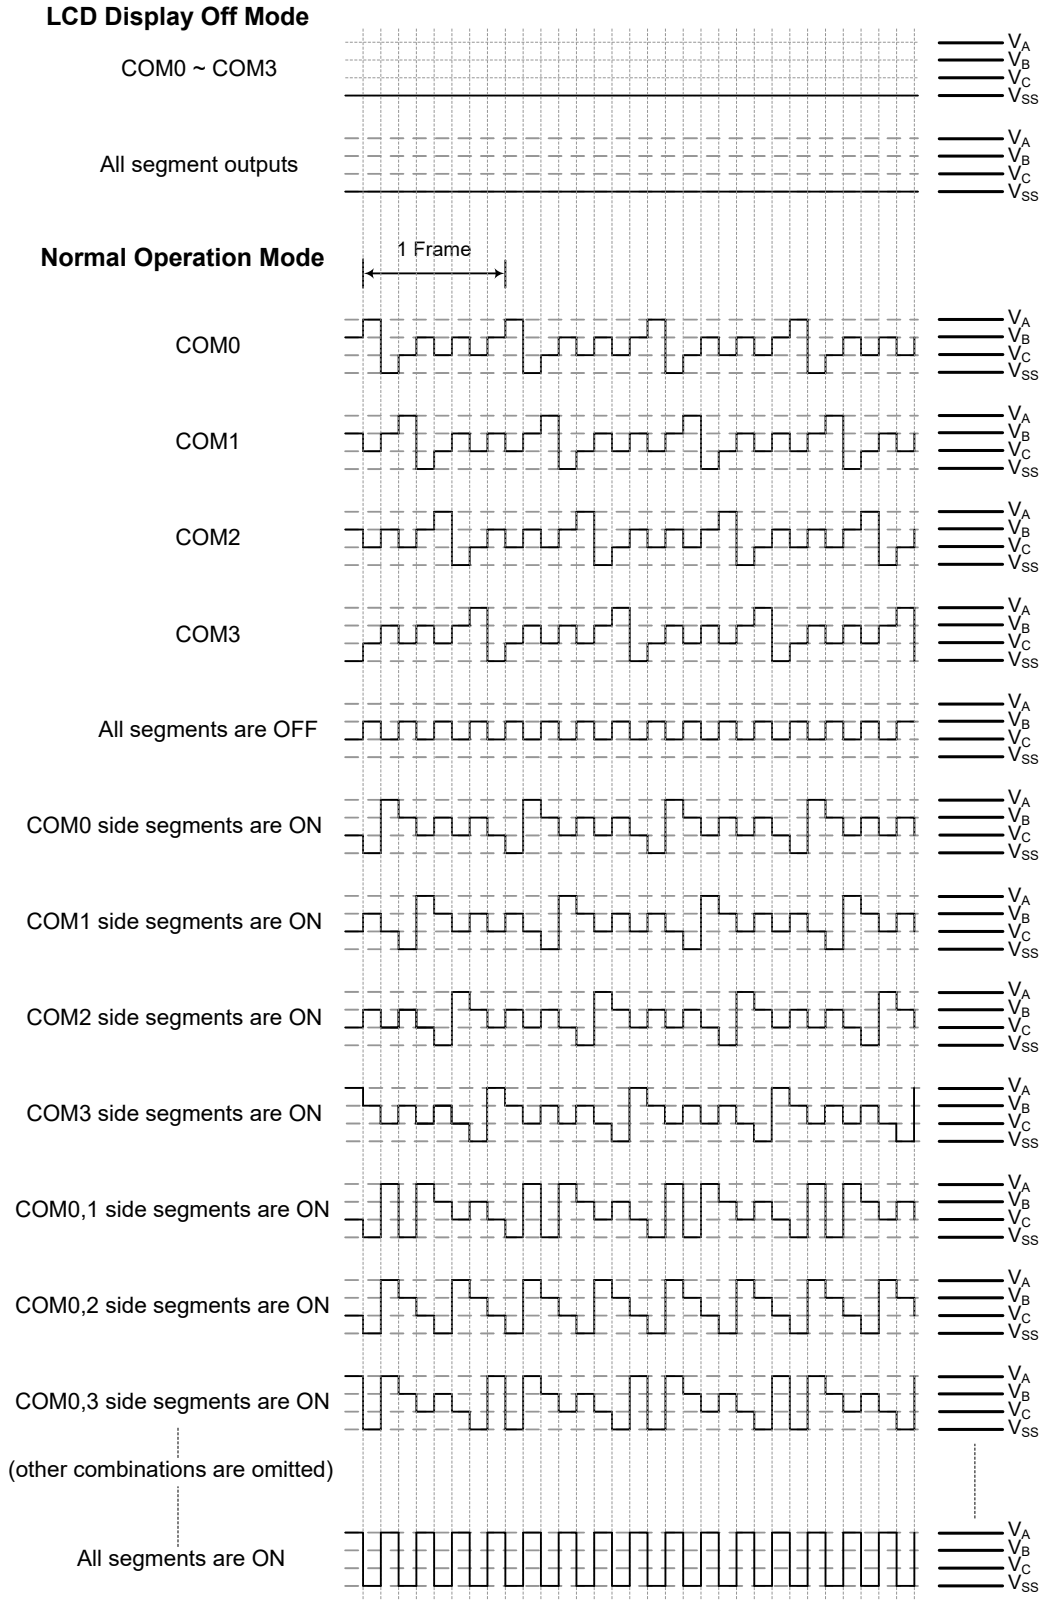 LCD Display Off Mode
COM0 ~ COM3
VA
VB
VC
VSS
All segment outputs
VA
VB
VC
VSS
Normal Operation Mode
1 Frame
COM0
VA
VB
VC
VSS
COM1
VA
VB
VC
VSS
COM2
VA
VB
VC
VSS
COM3
VA
VB
VC
VSS
All segments are OFF
VA
VB
VC
VSS
COM0 side segments are ON
VA
VB
VC
VSS
COM1 side segments are ON
VA
VB
VC
VSS
COM2 side segments are ON
VA
VB
VC
VSS
COM3 side segments are ON
VA
VB
VC
VSS
COM0,1 side segments are ON
VA
VB
VC
VSS
COM0,2 side segments are ON
VA
VB
VC
VSS
COM0,3 side segments are ON
VA
VB
VC
VSS
(other combinations are omitted)
All segments are ON
VA
VB
VC
VSS